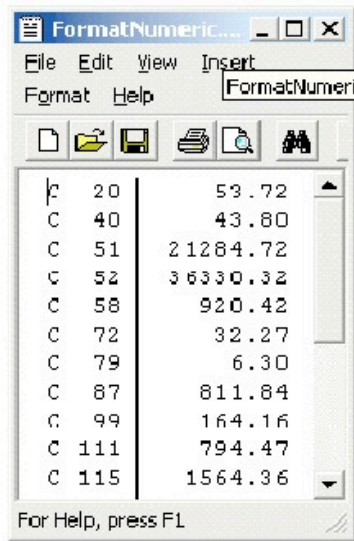 FormatNumeric....
File Edit View Insert
FormatNumeri
Format Help
C 20 53.72
C 40 43.80
C 51 21284.72
C 52 36330.32
C 58 920.42
C 72 32.27
C 79 6.30
C 87 811.84
C 99 164.16
C 111 794.47
C 115 1564.36
For Help, press F1